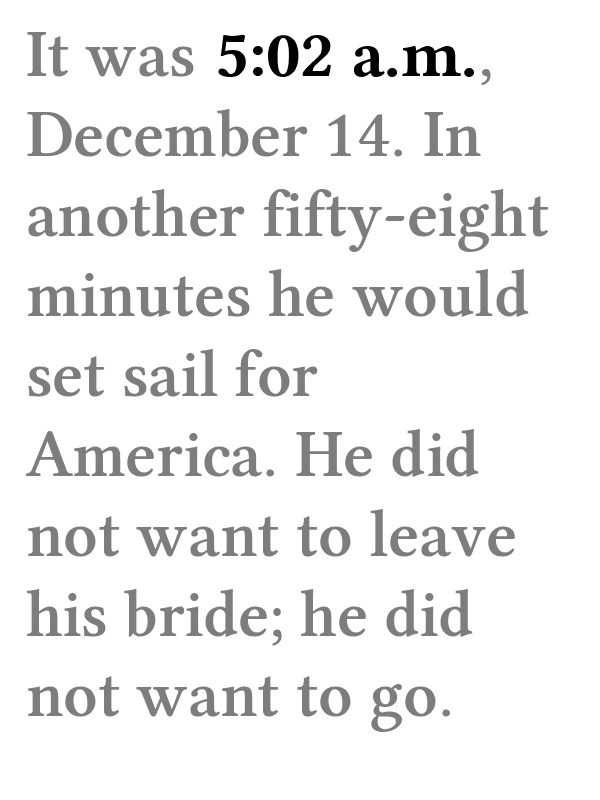 It was 5:02 a.m.,
December 14. In
another fifty-eight
minutes he would
set sail for
America. He did
not want to leave
his bride; he did
not want to go.